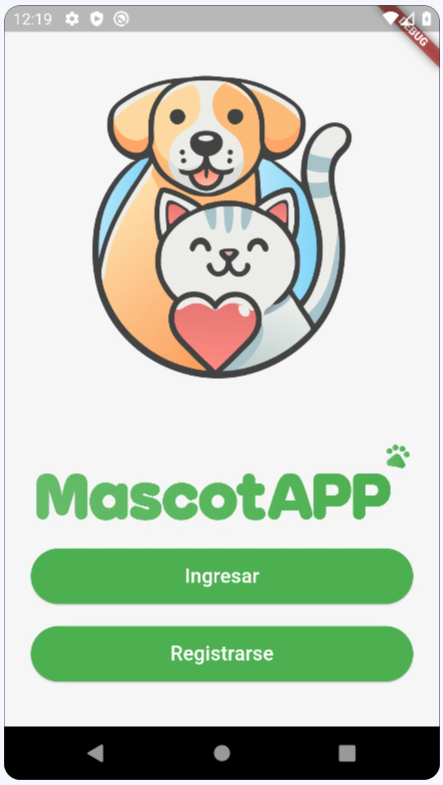 12:19
DEBUG
MascotAPP
Ingresar
Registrarse